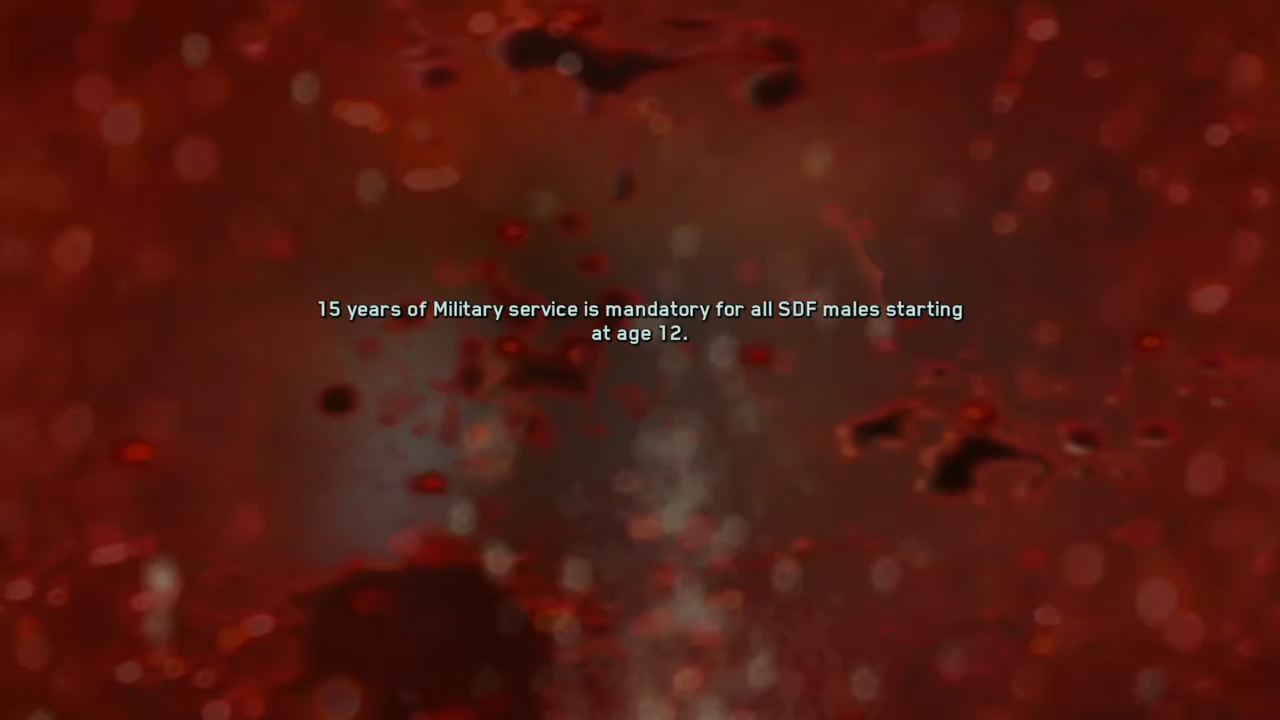 15 years of Military service is mandatory for all SDF males starting
at age 12.